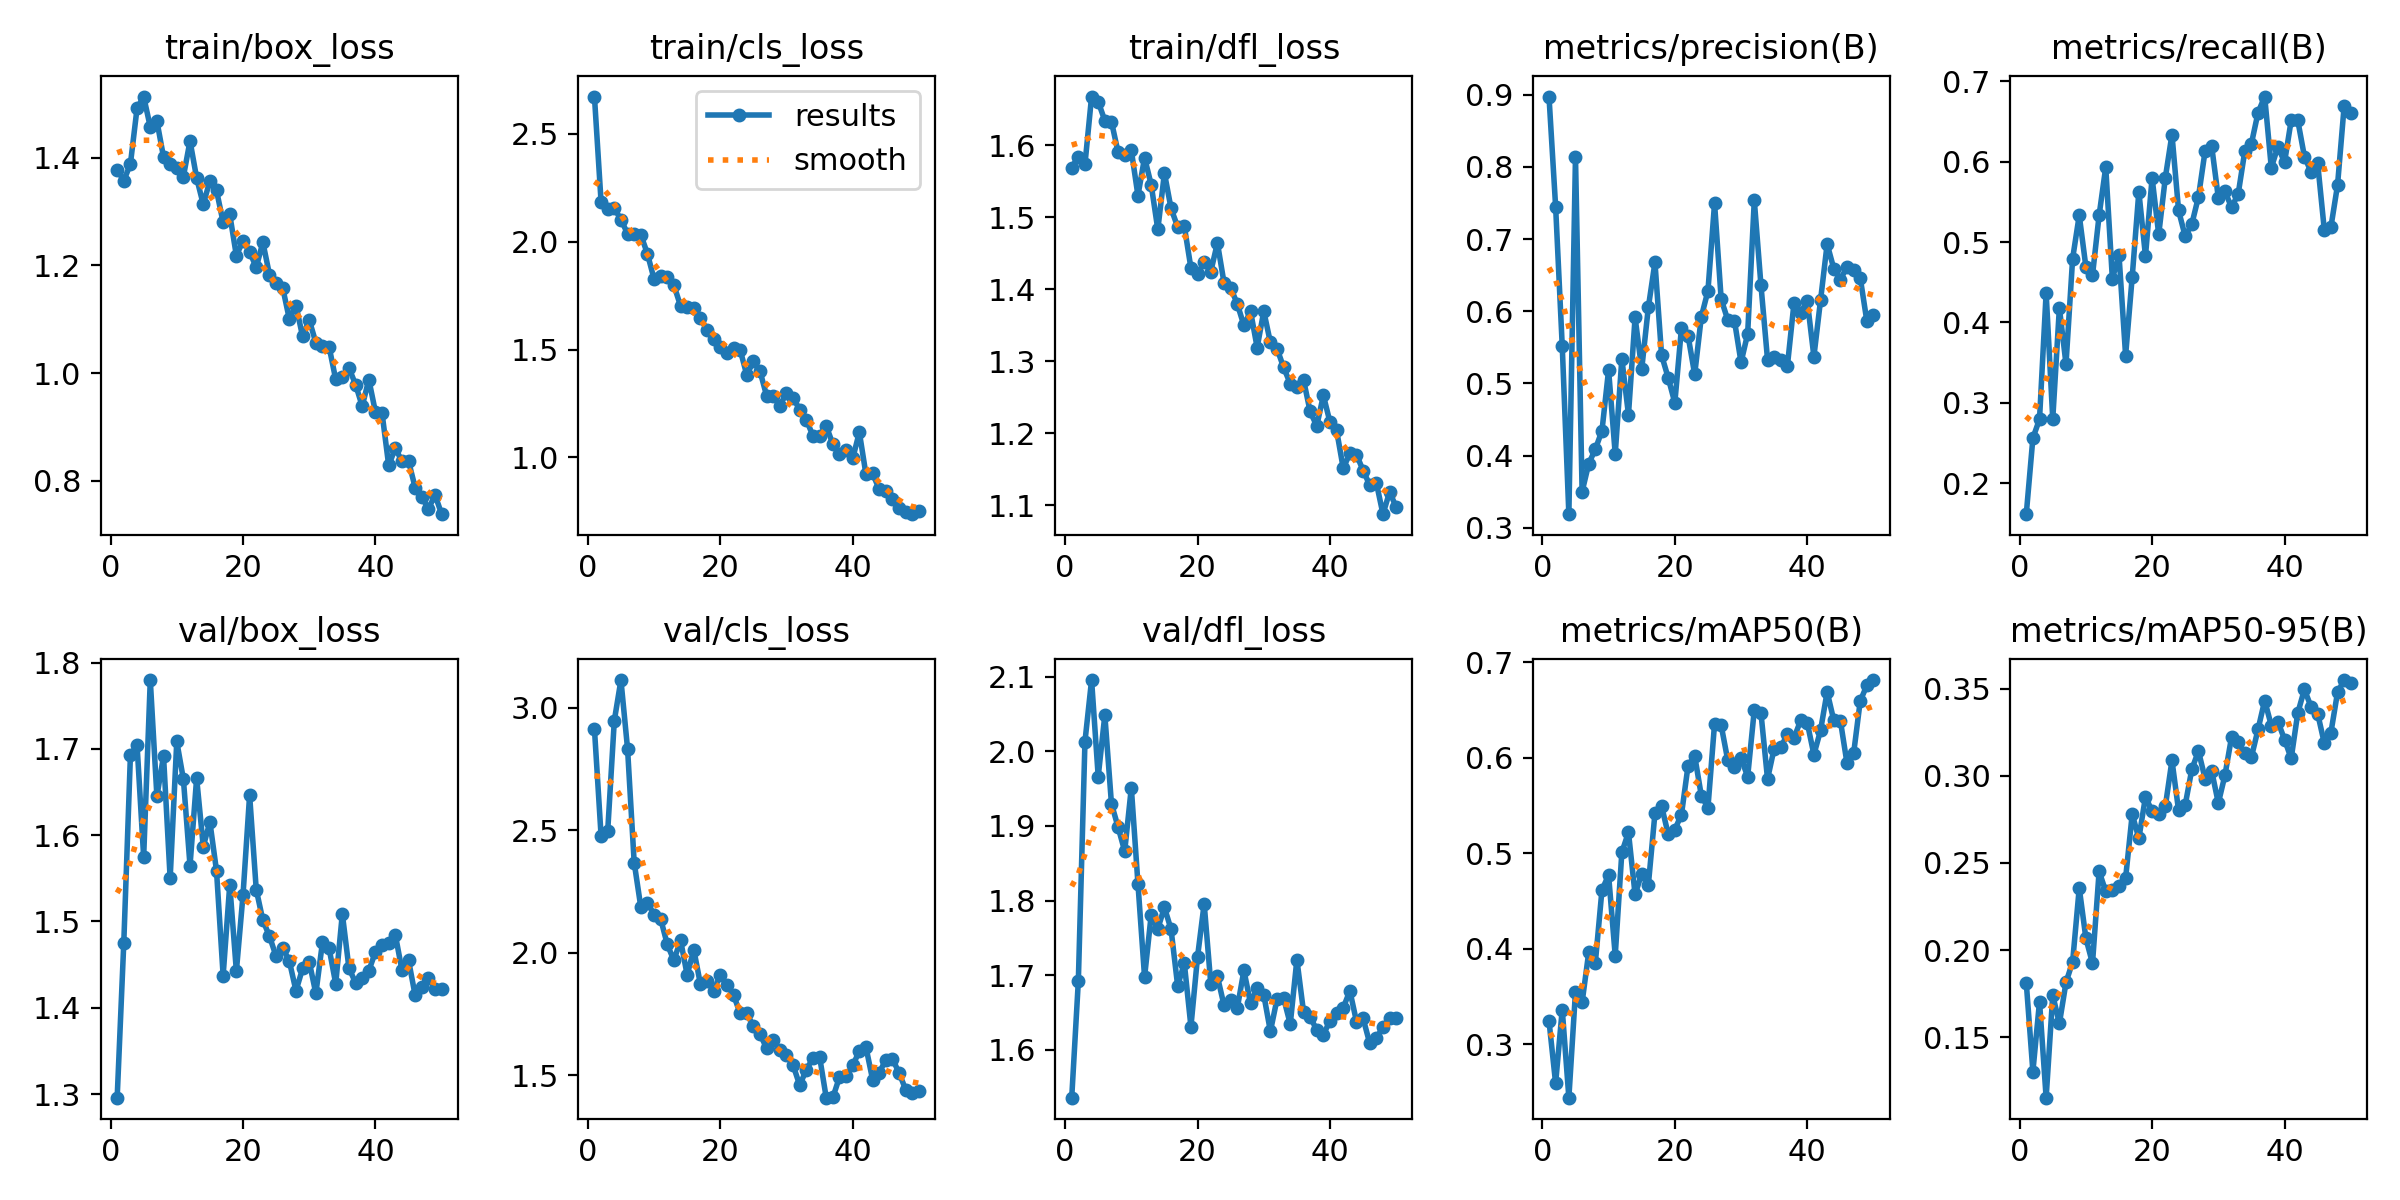 train/box_loss
1.4
1.2
1.0
0.8
0 20 40
train/cls_loss
results
smooth
2.5
2.0
1.5
1.0
0 20 40
train/dfl_loss
1.6
1.5
1.4
1.3
1.2
1.1
0 20 40
metrics/precision(B)
0.9
0.8
0.7
0.6
0.5
0.4
0.3
0 20 40
metrics/recall(B)
0.7
0.6
0.5
0.4
0.3
0.2
0 20 40
val/box_loss
1.8
1.7
1.6
1.5
1.4
1.3
0 20 40
val/cls_loss
3.0
2.5
2.0
1.5
0 20 40
val/dfl_loss
2.1
2.0
1.9
1.8
1.7
1.6
0 20 40
metrics/mAP50(B)
0.7
0.6
0.5
0.4
0.3
0 20 40
metrics/mAP50-95(B)
0.35
0.30
0.25
0.20
0.15
0 20 40